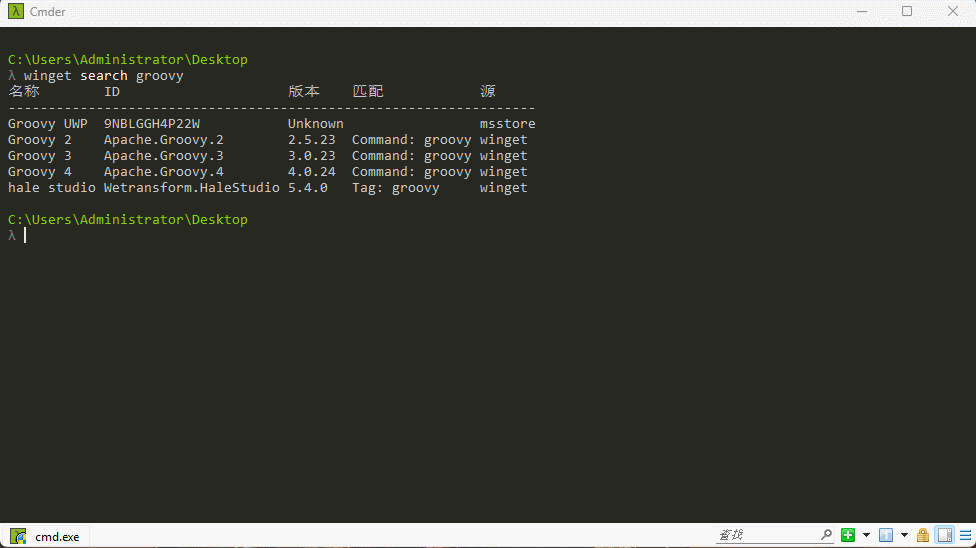 Cmder
C:\Users\Administrator\Desktop
λ winget search groovy
名称 ID 版本 匹配 源
-----------------------------------------------------------------
Groovy UWP 9NBLGGH4P22W Unknown msstore
Groovy 2 Apache.Groovy.2 2.5.23 Command: groovy winget
Groovy 3 Apache.Groovy.3 3.0.23 Command: groovy winget
Groovy 4 Apache.Groovy.4 4.0.24 Command: groovy winget
hale studio Wetransform.HaleStudio 5.4.0 Tag: groovy winget
C:\Users\Administrator\Desktop
λ
cmd.exe 查找